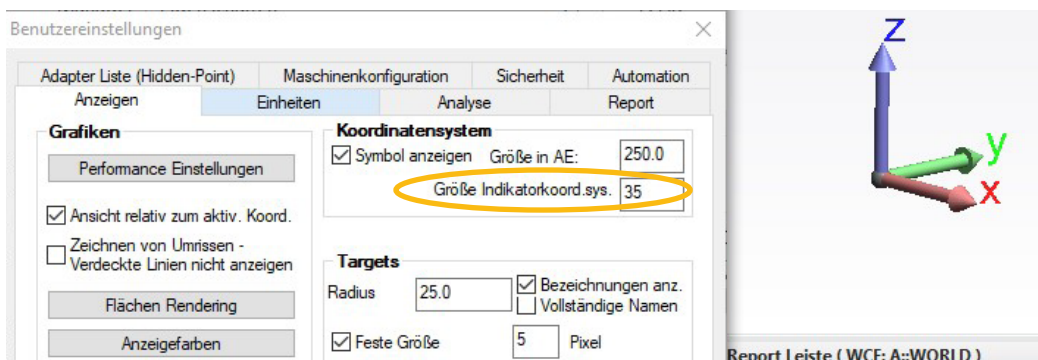 Benutzereinstellungen
Adapter Liste (Hidden-Point) Maschinenkonfiguration Sicherheit Automation
Anzeigen Einheiten Analyse Report
Grafiken
Performance Einstellungen
Ansicht relativ zum aktiv. Koord.
Zeichnen von Umrissen -
Verdeckte Linien nicht anzeigen
Flächen Rendering
Anzeigefarben
Koordinatensystem
Symbol anzeigen Größe in AE: 250.0
Größe Indikatorkoord.sys. 35
Targets
Radius 25.0 Bezeichnungen anz.
Vollständige Namen
Feste Größe 5 Pixel
Z
y
x
Report Leiste ( WCF: A::WORLD )